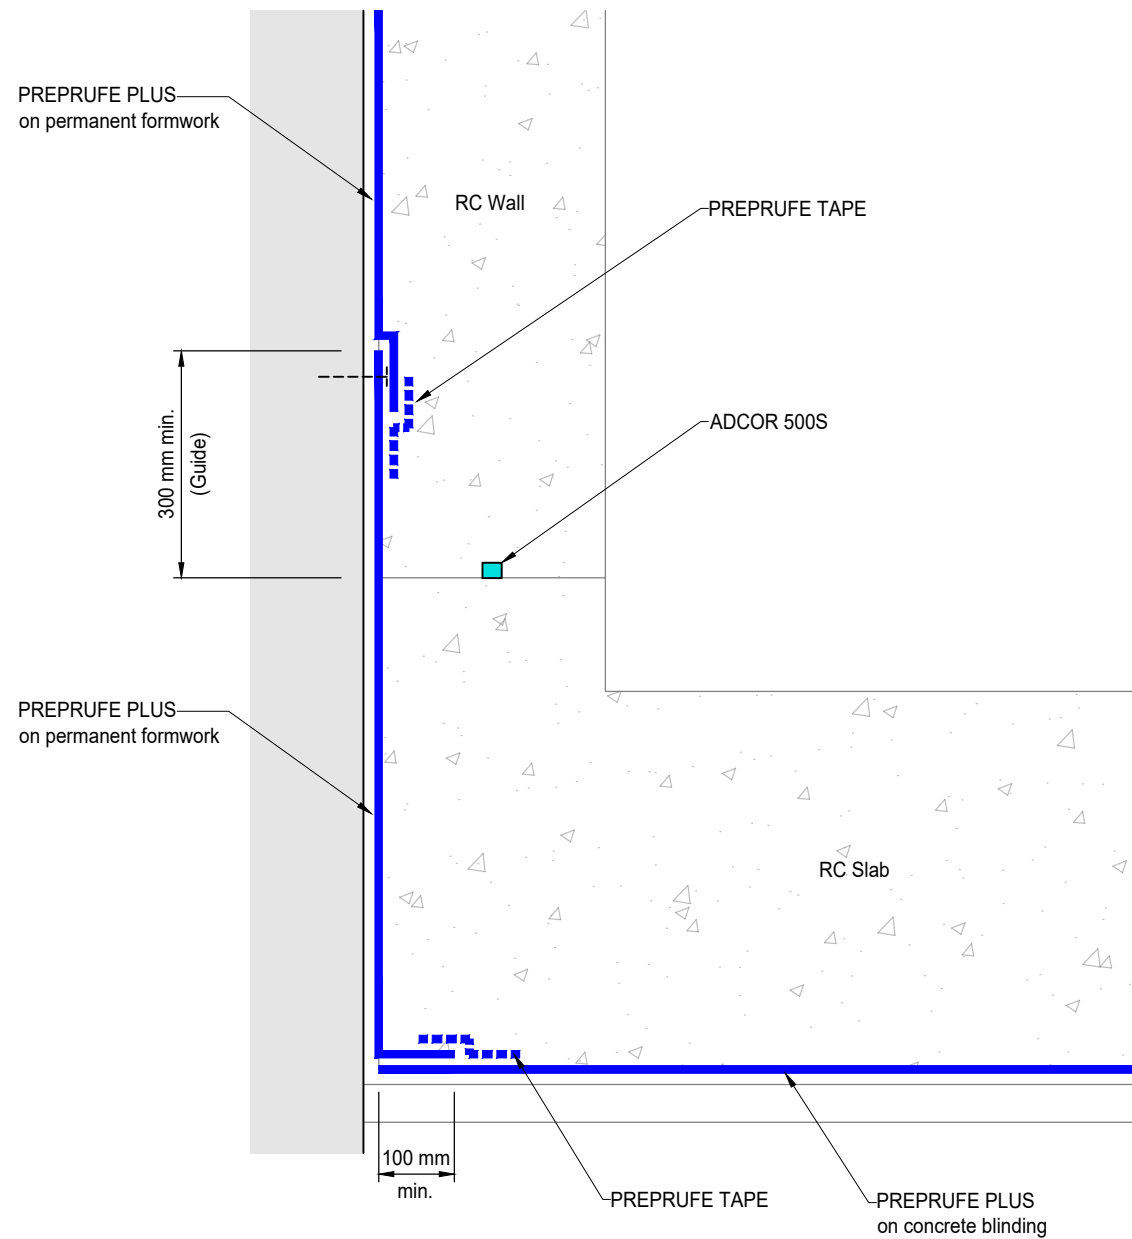 PREPRUFE PLUS
on permanent formwork
RC Wall
PREPRUFE TAPE
300 mm min.
(Guide)
ADCOR 500S
PREPRUFE PLUS
on permanent formwork
RC Slab
100 mm
min.
PREPRUFE TAPE
PREPRUFE PLUS
on concrete blinding